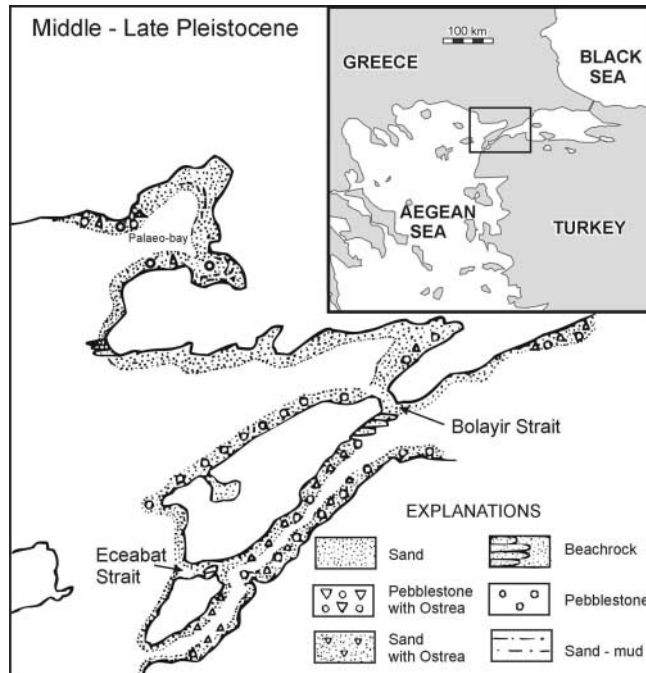 Middle - Late Pleistocene
100 km
GREECE
BLACK
SEA
AEGEAN
SEA
TURKEY
Palaeo-bay
Bolayir Strait
Eceabat
Strait
EXPLANATIONS
Sand
Beachrock
Pebblestone
with Ostrea
Pebblestone
Sand
with Ostrea
Sand - mud